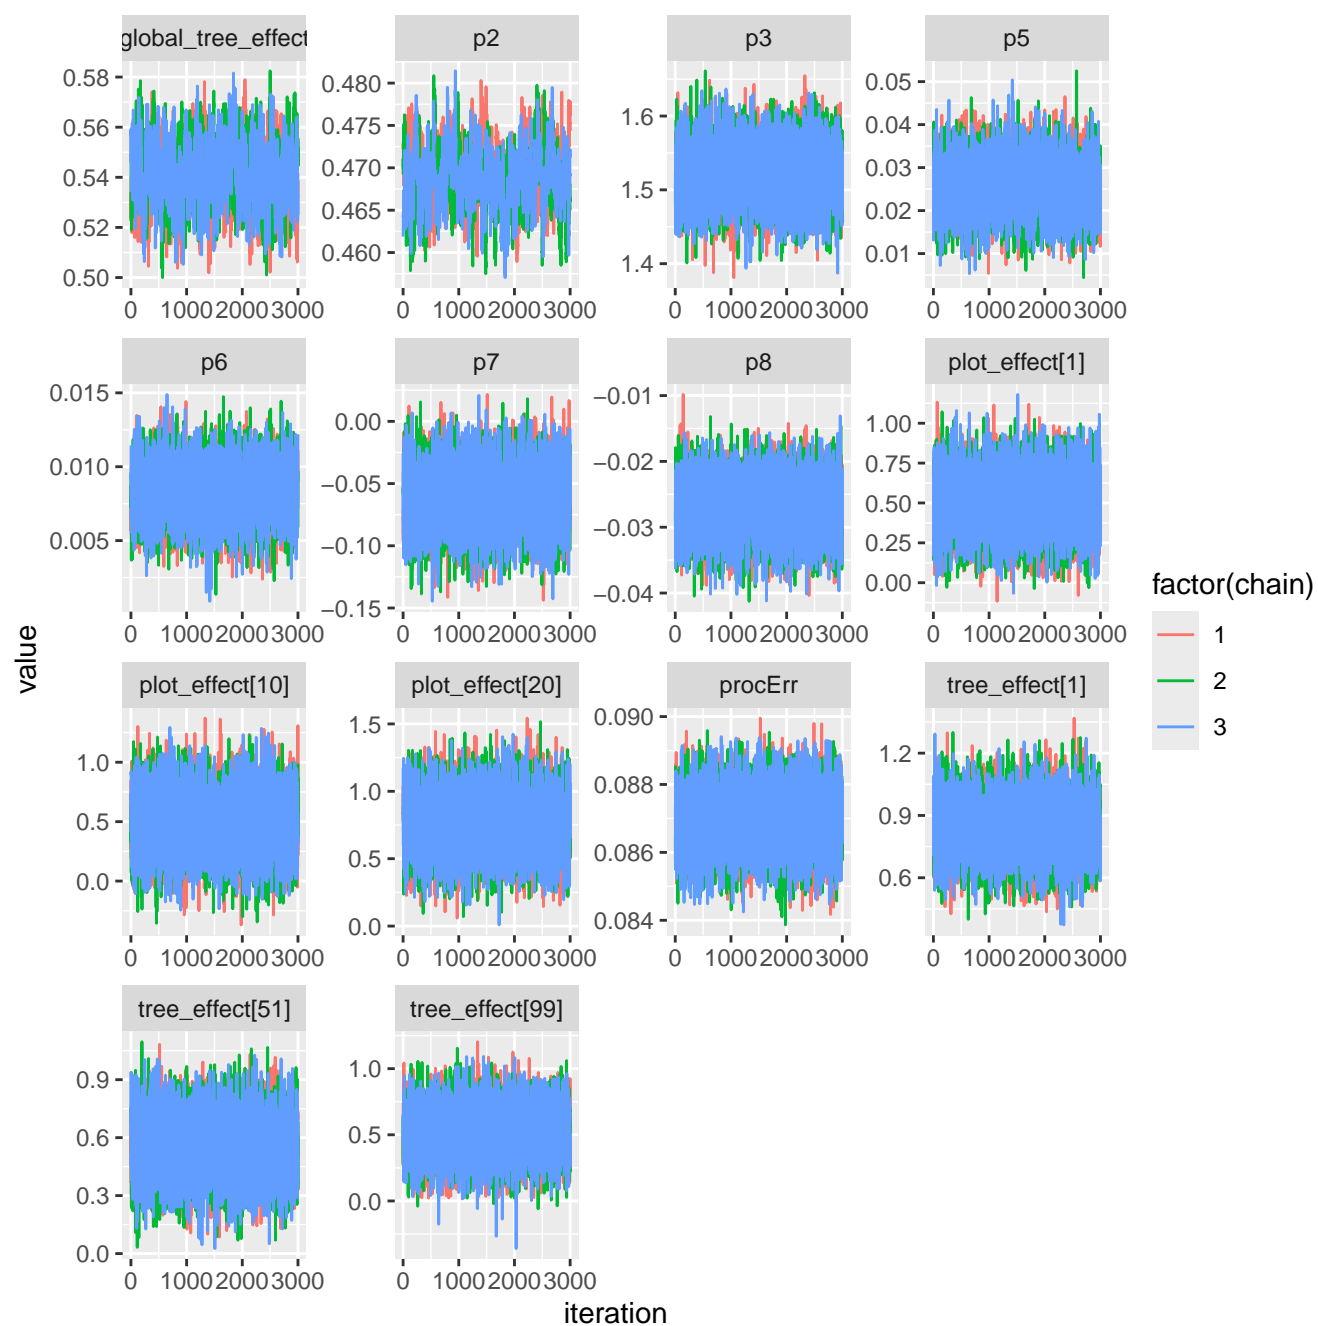 global_tree_effect p2 p3 p5
0.58 0.56 0.54 0.52 0.50
0.480 0.475 0.470 0.465 0.460
1.6 1.5 1.4
0.05 0.04 0.03 0.02 0.01
0 1000 2000 3000 0 1000 2000 3000 0 1000 2000 3000 0 1000 2000 3000
p6 p7 p8 plot_effect[1]
0.015 0.010 0.005
0.00 −0.05 −0.10 −0.15
−0.01 −0.02 −0.03 −0.04
1.00 0.75 0.50 0.25 0.00
0 1000 2000 3000 0 1000 2000 3000 0 1000 2000 3000 0 1000 2000 3000
plot_effect[10] plot_effect[20] procErr tree_effect[1]
1.0 0.5 0.0
1.5 1.0 0.5 0.0
0.090 0.088 0.086 0.084
1.2 0.9 0.6
0 1000 2000 3000 0 1000 2000 3000 0 1000 2000 3000 0 1000 2000 3000
tree_effect[51] tree_effect[99]
0.9 0.6 0.3 0.0
1.0 0.5 0.0
0 1000 2000 3000 0 1000 2000 3000
value
iteration
factor(chain)
1
2
3